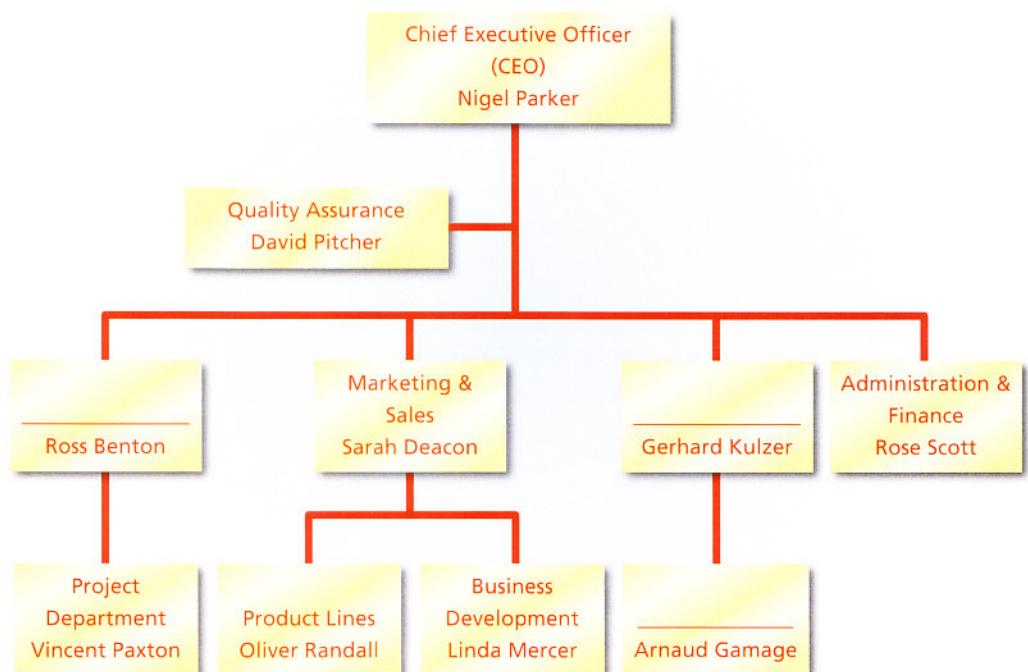 Chief Executive Officer
(CEO)
Nigel Parker
Quality Assurance
David Pitcher
Ross Benton
Marketing &
Sales
Sarah Deacon
Gerhard Kulzer
Administration &
Finance
Rose Scott
Project
Department
Vincent Paxton
Product Lines
Oliver Randall
Business
Development
Linda Mercer
Arnaud Gamage